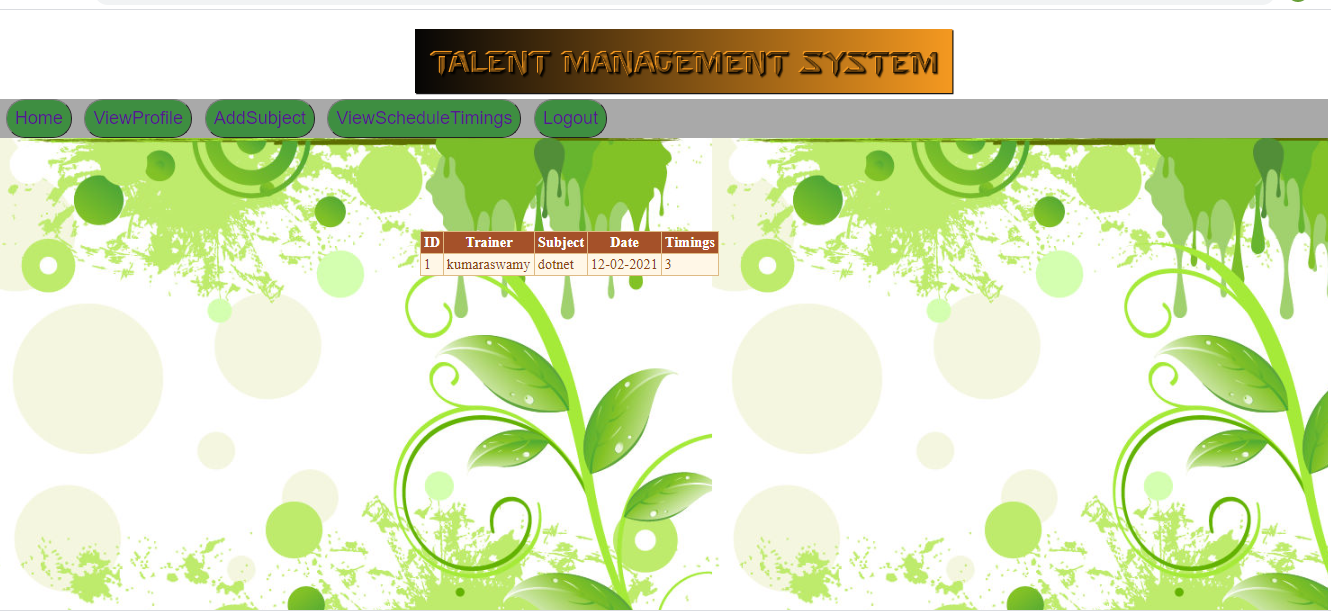 TALENT MANAGEMENT SYSTEM
Home ViewProfile AddSubject ViewScheduleTimings Logout
ID Trainer Subject Date Timings
1 kumaraswamy dotnet 12-02-2021 3